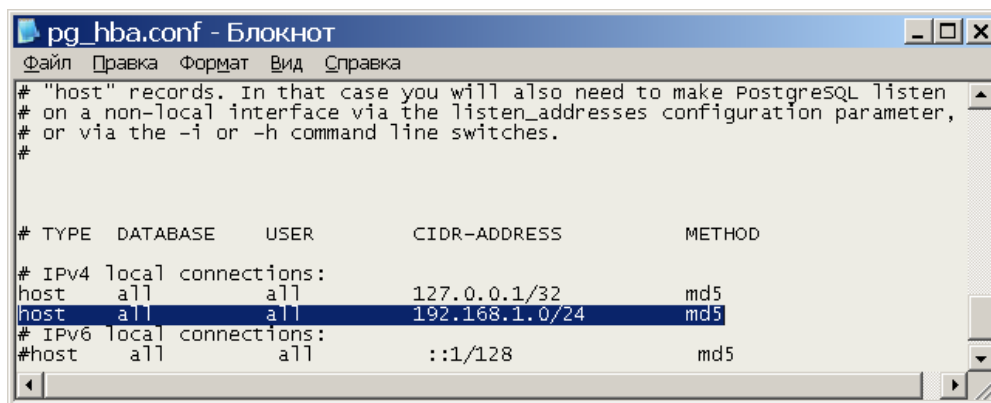 pg_hba.conf - Блокнот
Файл Правка Формат Вид Справка
# "host" records. In that case you will also need to make PostgreSQL listen
# on a non-local interface via the listen_addresses configuration parameter,
# or via the -i or -h command line switches.
#
# TYPE DATABASE USER CIDR-ADDRESS METHOD
# IPv4 local connections:
host all all 127.0.0.1/32 md5
host all all 192.168.1.0/24 md5
# IPv6 local connections:
#host all all ::1/128 md5